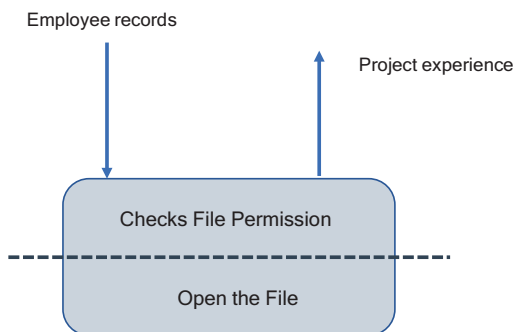 Employee records
Project experience
Checks File Permission
Open the File